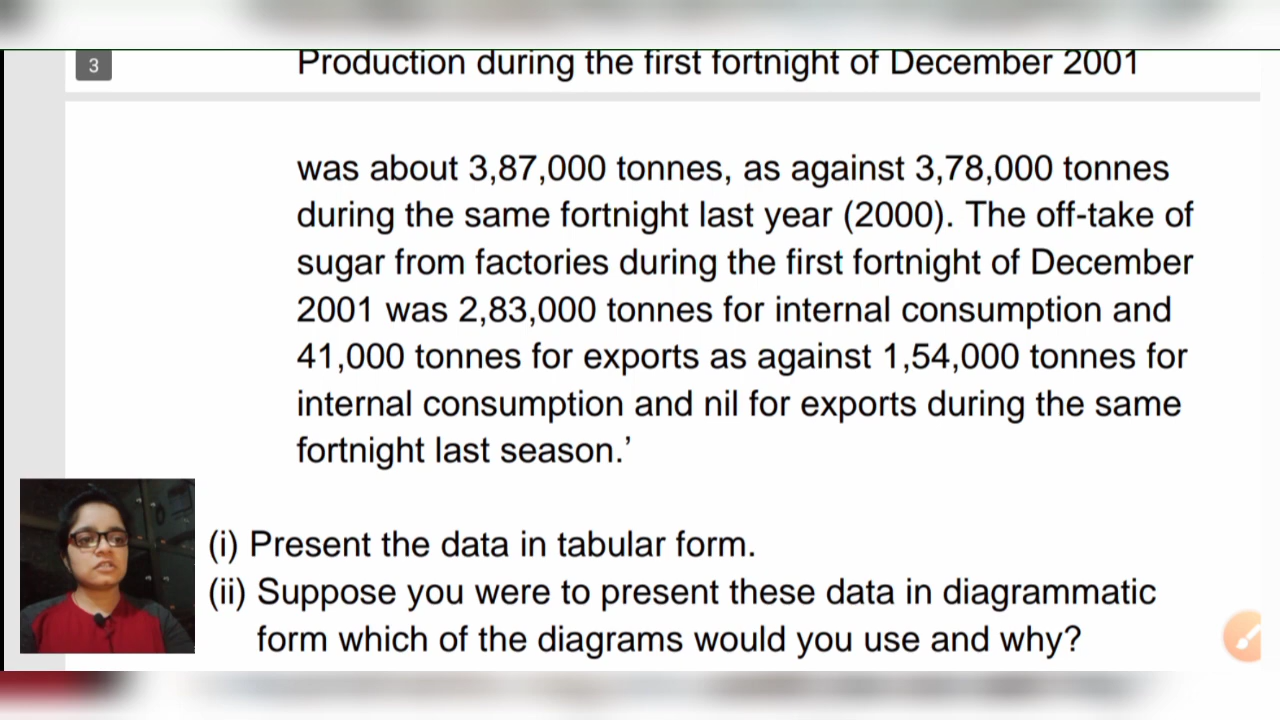 3
Production during the first fortnight of December 2001
was about 3,87,000 tonnes, as against 3,78,000 tonnes
during the same fortnight last year (2000). The off-take of
sugar from factories during the first fortnight of December
2001 was 2,83,000 tonnes for internal consumption and
41,000 tonnes for exports as against 1,54,000 tonnes for
internal consumption and nil for exports during the same
fortnight last season.’
(i) Present the data in tabular form.
(ii) Suppose you were to present these data in diagrammatic
form which of the diagrams would you use and why?